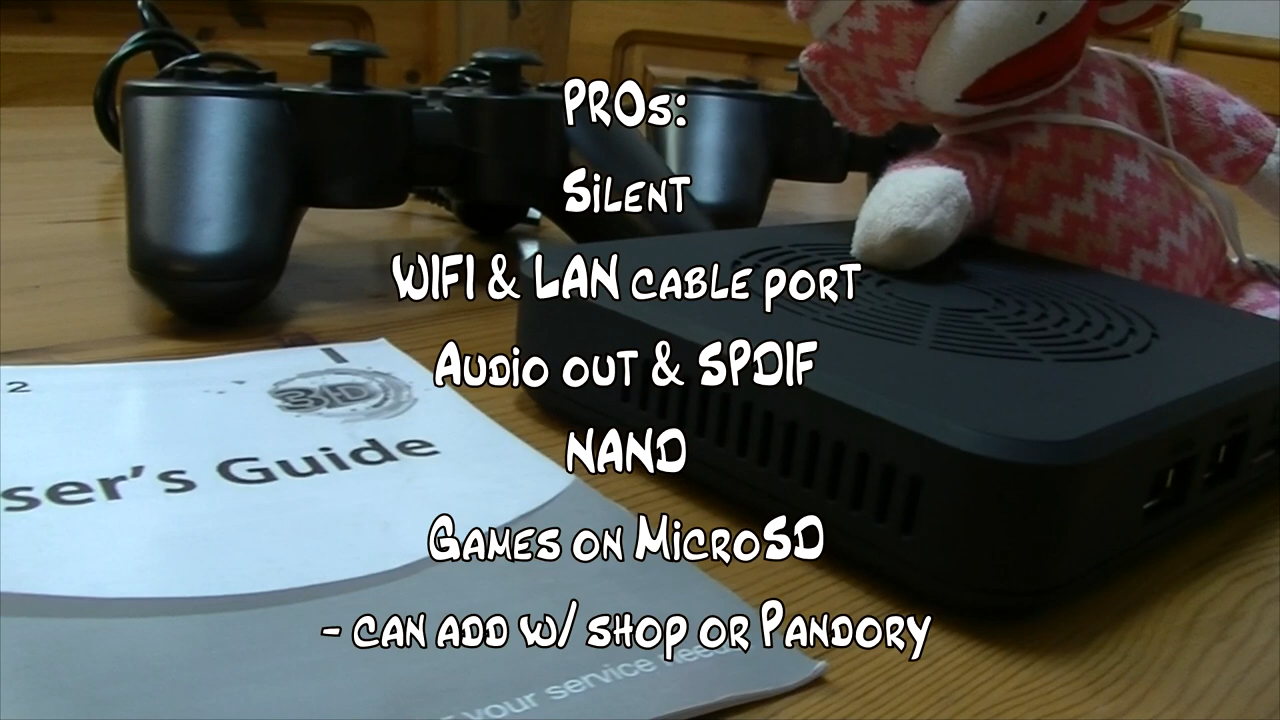 PROs:
Silent
WIFI & LAN cable port
Audio out & SPDIF
NAND
Games on MicroSD
- can add w/ shop or Pandory
2
3D
ser's Guide
your service